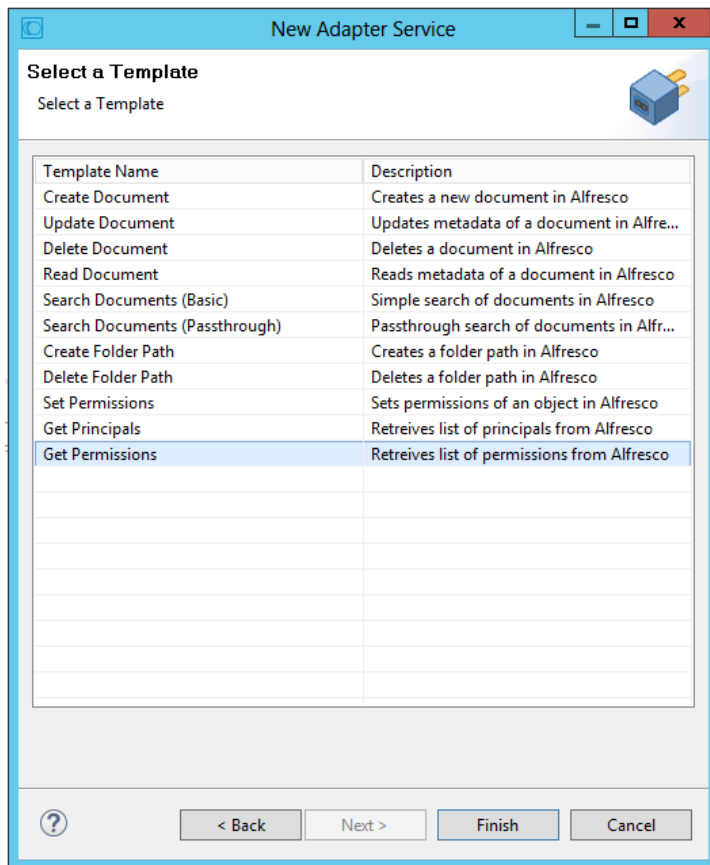 New Adapter Service
Select a Template
Select a Template
Template Name Description
Create Document Creates a new document in Alfresco
Update Document Updates metadata of a document in Alfre...
Delete Document Deletes a document in Alfresco
Read Document Reads metadata of a document in Alfresco
Search Documents (Basic) Simple search of documents in Alfresco
Search Documents (Passthrough) Passthrough search of documents in Alfr...
Create Folder Path Creates a folder path in Alfresco
Delete Folder Path Deletes a folder path in Alfresco
Set Permissions Sets permissions of an object in Alfresco
Get Principals Retreives list of principals from Alfresco
Get Permissions Retreives list of permissions from Alfresco
? < Back Next > Finish Cancel